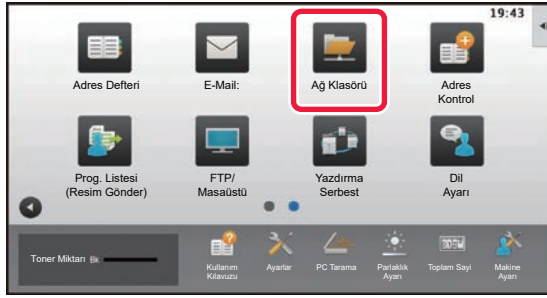 19:43
Adres Defteri
E-Mail:
Ağ Klasörü
Adres
Kontrol
Prog. Listesi
(Resim Gönder)
FTP/
Masaüstü
Yazdırma
Serbest
Dil
Ayarı
Toner Miktarı Bk
Kullanım
Kılavuzu
Ayarlar
PC Tarama
Parlaklık
Ayarı
Toplam Sayi
Makine
Ayarı